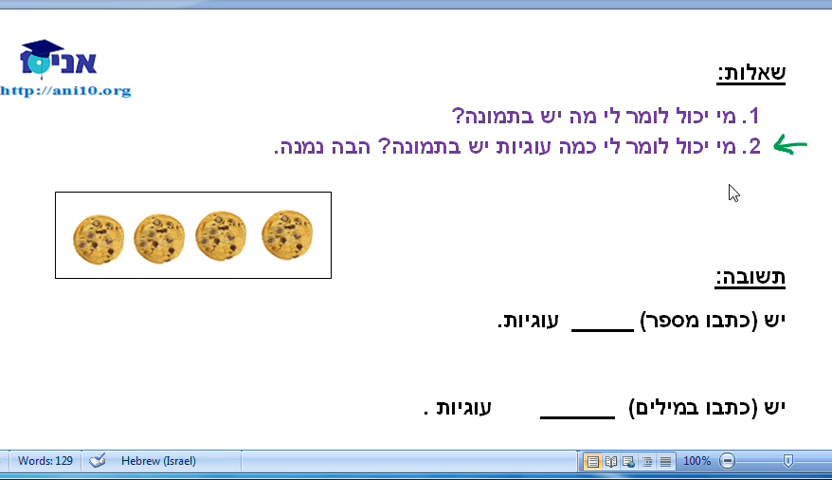 אני10
http://ani10.org
שאלות:
1. מי יכול לומר לי מה יש בתמונה?
2. מי יכול לומר לי כמה עוגיות יש בתמונה? הבה נמנה.
תשובה:
יש (כתבו מספר) _____ עוגיות.
יש (כתבו במילים) ______ עוגיות .
Words: 129 Hebrew (Israel) 100%